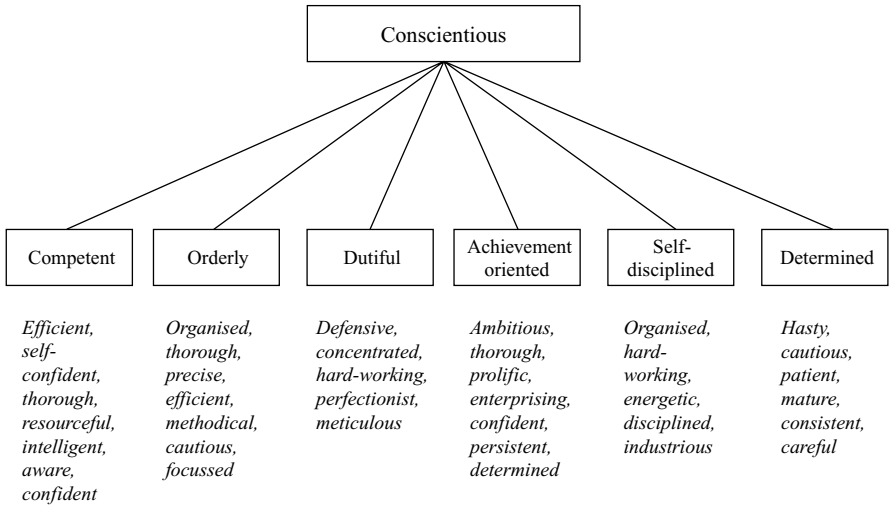 Conscientious
Competent
Orderly
Dutiful
Achievement
oriented
Self-
disciplined
Determined
Efficient,
self-
confident,
thorough,
resourceful,
intelligent,
aware,
confident
Organised,
thorough,
precise,
efficient,
methodical,
cautious,
focussed
Defensive,
concentrated,
hard-working,
perfectionist,
meticulous
Ambitious,
thorough,
prolific,
enterprising,
confident,
persistent,
determined
Organised,
hard-
working,
energetic,
disciplined,
industrious
Hasty,
cautious,
patient,
mature,
consistent,
careful